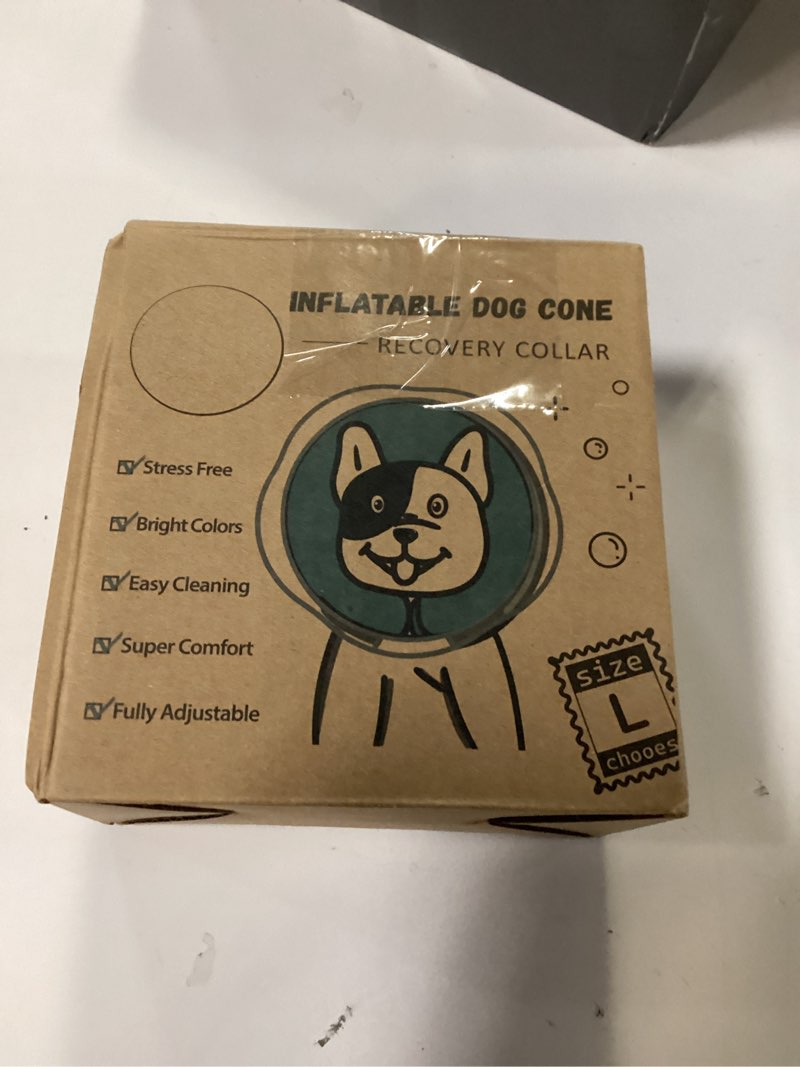 INFLATABLE DOG CONE
RECOVERY COLLAR
Stress Free
Bright Colors
Easy Cleaning
Super Comfort
Fully Adjustable
size
L
chooes